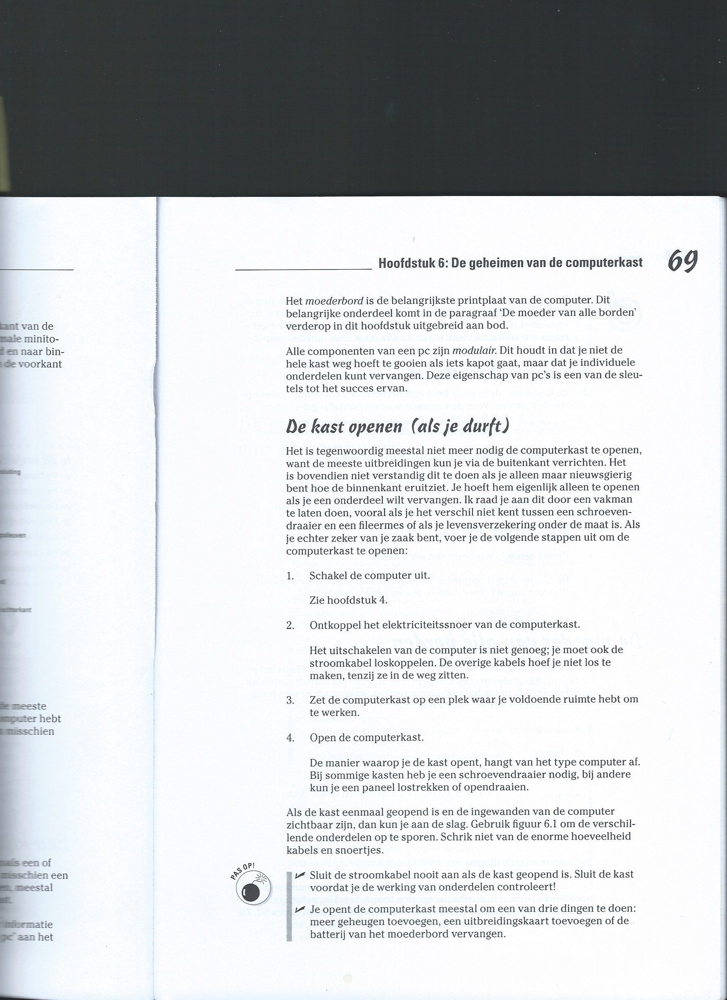 kant van de
male minito-
en naar bin-
de voorkant
meeste
computer hebt
misschien
een of
misschien een
meestal
informatie
pc' aan het
Hoofdstuk 6: De geheimen van de computerkast 69
Het moederbord is de belangrijkste printplaat van de computer. Dit
belangrijke onderdeel komt in de paragraaf ‘De moeder van alle borden’
verderop in dit hoofdstuk uitgebreid aan bod.
Alle componenten van een pc zijn modulair. Dit houdt in dat je niet de
hele kast weg hoeft te gooien als iets kapot gaat, maar dat je individuele
onderdelen kunt vervangen. Deze eigenschap van pc’s is een van de sleu-
tels tot het succes ervan.
De kast openen (als je durft)
Het is tegenwoordig meestal niet meer nodig de computerkast te openen,
want de meeste uitbreidingen kun je via de buitenkant verrichten. Het
is bovendien niet verstandig dit te doen als je alleen maar nieuwsgierig
bent hoe de binnenkant eruitziet. Je hoeft hem eigenlijk alleen te openen
als je een onderdeel wilt vervangen. Ik raad je aan dit door een vakman
te laten doen, vooral als je het verschil niet kent tussen een schroeven-
draaier en een fileermes of als je levensverzekering onder de maat is. Als
je echter zeker van je zaak bent, voer je de volgende stappen uit om de
computerkast te openen:
1. Schakel de computer uit.
Zie hoofdstuk 4.
2. Ontkoppel het elektriciteitssnoer van de computerkast.
Het uitschakelen van de computer is niet genoeg; je moet ook de
stroomkabel loskoppelen. De overige kabels hoef je niet los te
maken, tenzij ze in de weg zitten.
3. Zet de computerkast op een plek waar je voldoende ruimte hebt om
te werken.
4. Open de computerkast.
De manier waarop je de kast opent, hangt van het type computer af.
Bij sommige kasten heb je een schroevendraaier nodig, bij andere
kun je een paneel lostrekken of opendraaien.
Als de kast eenmaal geopend is en de ingewanden van de computer
zichtbaar zijn, dan kun je aan de slag. Gebruik figuur 6.1 om de verschil-
lende onderdelen op te sporen. Schrik niet van de enorme hoeveelheid
kabels en snoertjes.
PAS OP!
Sluit de stroomkabel nooit aan als de kast geopend is. Sluit de kast
voordat je de werking van onderdelen controleert!
Je opent de computerkast meestal om een van drie dingen te doen:
meer geheugen toevoegen, een uitbreidingskaart toevoegen of de
batterij van het moederbord vervangen.